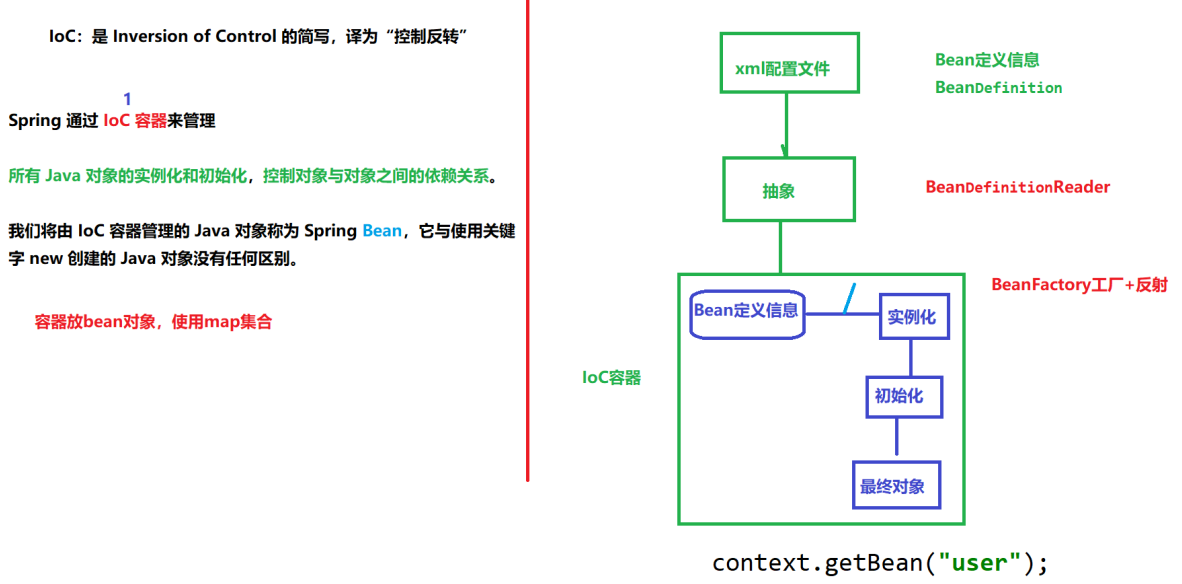 IoC：是 Inversion of Control 的简写，译为“控制反转”
1
Spring 通过 IoC 容器来管理
所有 Java 对象的实例化和初始化，控制对象与对象之间的依赖关系。
我们将由 IoC 容器管理的 Java 对象称为 Spring Bean，它与使用关键
字 new 创建的 Java 对象没有任何区别。
容器放bean对象，使用map集合
xml配置文件
Bean定义信息
BeanDefinition
抽象
BeanDefinitionReader
BeanFactory工厂+反射
Bean定义信息
实例化
IoC容器
初始化
最终对象
context.getBean("user");